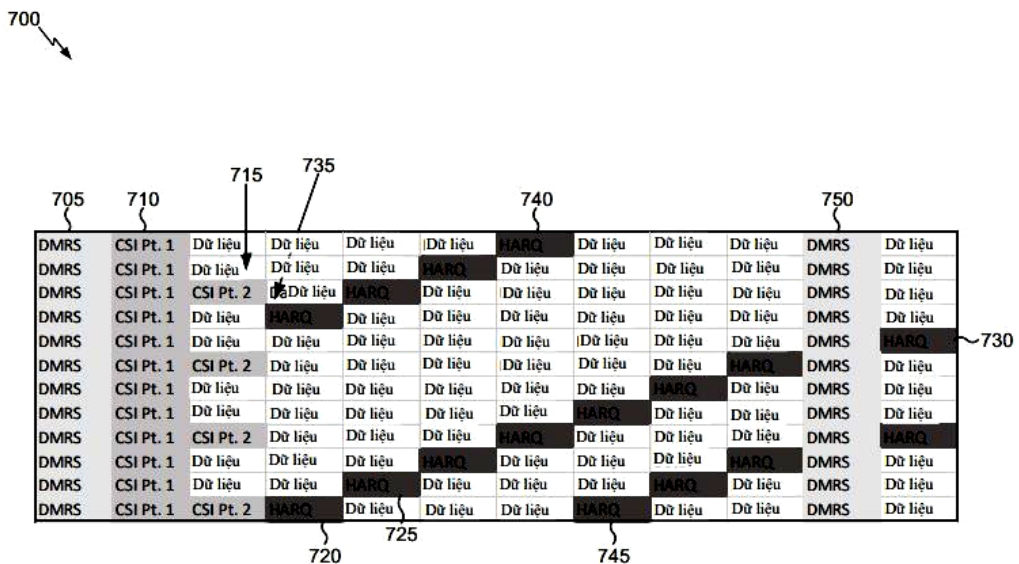 700
715 735
705 710 740 750
DMRS CSI Pt. 1 Dữ liệu Dữ liệu Dữ liệu Dữ liệu HARQ Dữ liệu Dữ liệu Dữ liệu DMRS Dữ liệu
DMRS CSI Pt. 1 Dữ liệu Dữ liệu Dữ liệu HARQ Dữ liệu Dữ liệu Dữ liệu Dữ liệu DMRS Dữ liệu
DMRS CSI Pt. 1 CSI Pt. 2 Dữ liệu HARQ Dữ liệu Dữ liệu Dữ liệu Dữ liệu Dữ liệu DMRS Dữ liệu
DMRS CSI Pt. 1 Dữ liệu HARQ Dữ liệu Dữ liệu Dữ liệu Dữ liệu Dữ liệu Dữ liệu DMRS Dữ liệu
DMRS CSI Pt. 1 Dữ liệu Dữ liệu Dữ liệu Dữ liệu Dữ liệu Dữ liệu Dữ liệu Dữ liệu DMRS HARQ 730
DMRS CSI Pt. 1 CSI Pt. 2 Dữ liệu Dữ liệu Dữ liệu Dữ liệu Dữ liệu Dữ liệu HARQ DMRS Dữ liệu
DMRS CSI Pt. 1 Dữ liệu Dữ liệu Dữ liệu Dữ liệu Dữ liệu Dữ liệu HARQ Dữ liệu DMRS Dữ liệu
DMRS CSI Pt. 1 Dữ liệu Dữ liệu Dữ liệu Dữ liệu Dữ liệu HARQ Dữ liệu Dữ liệu DMRS Dữ liệu
DMRS CSI Pt. 1 CSI Pt. 2 Dữ liệu Dữ liệu Dữ liệu HARQ Dữ liệu Dữ liệu Dữ liệu DMRS HARQ
DMRS CSI Pt. 1 Dữ liệu Dữ liệu Dữ liệu HARQ Dữ liệu Dữ liệu Dữ liệu HARQ DMRS Dữ liệu
DMRS CSI Pt. 1 Dữ liệu Dữ liệu HARQ Dữ liệu Dữ liệu Dữ liệu HARQ Dữ liệu DMRS Dữ liệu
DMRS CSI Pt. 1 CSI Pt. 2 HARQ Dữ liệu Dữ liệu Dữ liệu HARQ Dữ liệu Dữ liệu DMRS Dữ liệu
725
720 745